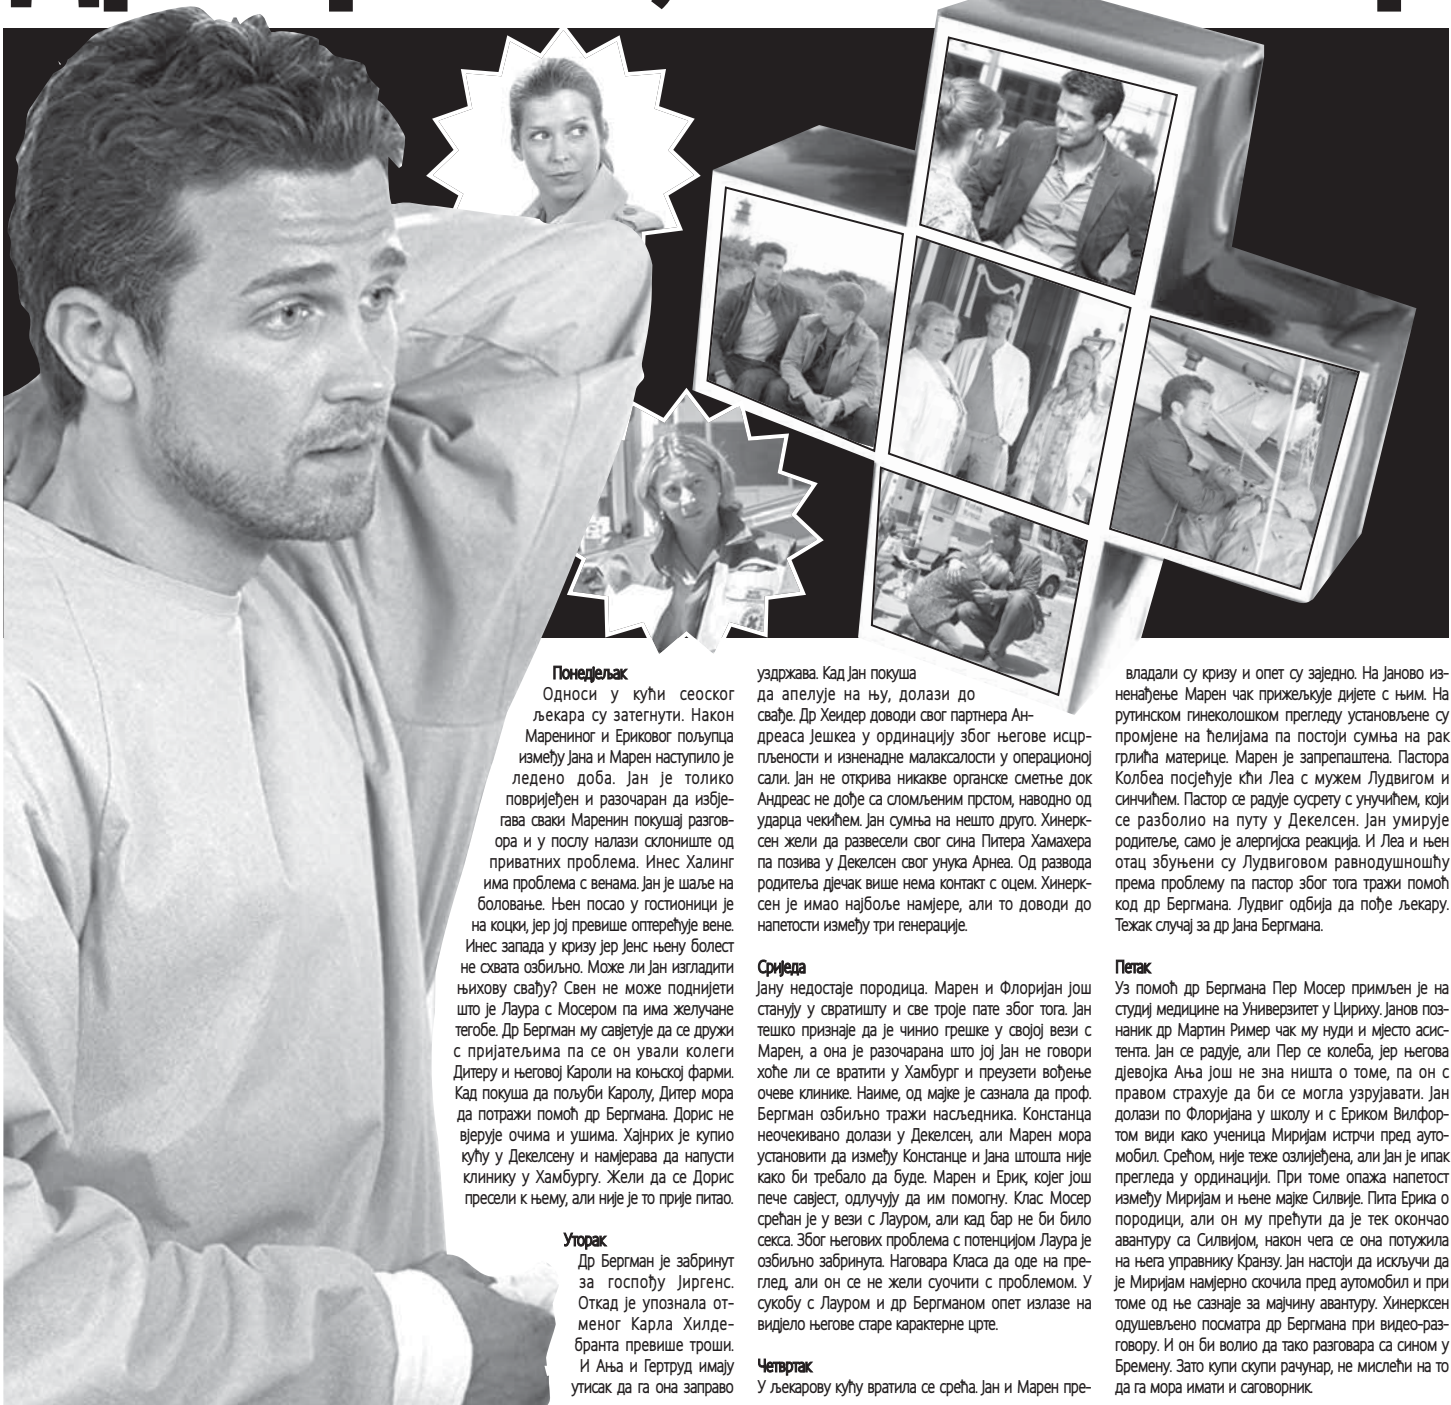 Понедјељак
Односи у кући сеоског
љекара су затегнути. Након
Марениног и Ериковог пољупца
између Јана и Марен наступило је
ледено доба. Јан је толико
повријеђен и разочаран да избје-
гава сваки Маренин покушај разгов-
ора и у послу налази склониште од
приватних проблема. Инес Халинг
има проблема с венама. Јан је шаље на
боловање. Њен посао у гостионици је
на коцки, јер јој превише оптерећује вене.
Инес запада у кризу јер Јенс њену болест
не схвата озбиљно. Може ли Јан изгладити
њихову свађу? Свен не може поднијети
што је Лаура с Мосером па има желучане
тегобе. Др Бергман му савјетује да се дружи
с пријатељима па се он ували колеги
Дитеру и његовој Кароли на коњској фарми.
Кад покуша да пољуби Каролу, Дитер мора
да потражи помоћ др Бергмана. Дорис не
вјерује очима и ушима. Хајнрих је купио
кућу у Декелсену и намјерава да напусти
клинику у Хамбургу. Жели да се Дорис
пресели к њему, али није је то прије питао.
Уторак
Др Бергман је забринут
за госпођу Јиргенс.
Откад је упознала от-
меног Карла Хилде-
бранта превише троши.
И Ања и Гертруд имају
утисак да га она заправо
уздржава. Кад Јан покуша
да апелује на њу, долази до
свађе. Др Хеидер доводи свог партнера Ан-
дреаса Јешкеа у ординацију због његове исцр-
пљености и изненадне малаксалости у операционој
сали. Јан не открива никакве органске сметње док
Андреас не дође са сломљеним прстом, наводно од
ударца чекићем. Јан сумња на нешто друго. Хинерк-
сен жели да развесели свог сина Питера Хамахера
па позива у Декелсен свог унука Арнеа. Од развода
родитеља дјечак више нема контакт с оцем. Хинерк-
сен је имао најбоље намјере, али то доводи до
напетости између три генерације.
Сриједа
Јану недостаје породица. Марен и Флоријан још
станују у свратишту и све троје пате због тога. Јан
тешко признаје да је чинио грешке у својој вези с
Марен, а она је разочарана што јој Јан не говори
хоће ли се вратити у Хамбург и преузети вођење
очеве клинике. Наиме, од мајке је сазнала да проф.
Бергман озбиљно тражи насљедника. Констанца
неочекивано долази у Декелсен, али Марен мора
установити да између Констанце и Јана штошта није
како би требало да буде. Марен и Ерик, којег још
пече савјест, одлучују да им помогну. Клас Мосер
срећан је у вези с Лауром, али кад бар не би било
секса. Због његових проблема с потенцијом Лаура је
озбиљно забринута. Наговара Класа да оде на пре-
глед, али он се не жели суочити с проблемом. У
сукобу с Лауром и др Бергманом опет излазе на
видјело његове старе карактерне црте.
Четвртак
У љекарову кућу вратила се срећа. Јан и Марен пре-
владали су кризу и опет су заједно. На Јаново из-
ненађење Марен чак прижељкује дијете с њим. На
рутинском гинеколошком прегледу установљене су
промјене на ћелијама па постоји сумња на рак
грлића материце. Марен је запрепаштена. Пастора
Колбеа посјећује кћи Леа с мужем Лудвигом и
синчићем. Пастор се радује сусрету с унучићем, који
се разболио на путу у Декелсен. Јан умирује
родитеље, само је алергијска реакција. И Леа и њен
отац збуњени су Лудвиговом равнодушношћу
према проблему па пастор због тога тражи помоћ
код др Бергмана. Лудвиг одбија да пође љекару.
Тежак случај за др Јана Бергмана.
Петак
Уз помоћ др Бергмана Пер Мосер примљен је на
студиј медицине на Универзитет у Цириху. Јанов поз-
наник др Мартин Ример чак му нуди и мјесто асис-
тента. Јан се радује, али Пер се колеба, јер његова
дјевојка Ања још не зна ништа о томе, па он с
правом страхује да би се могла узрујавати. Јан
долази по Флоријана у школу и с Ериком Вилфор-
том види како ученица Миријам истрчи пред ауто-
мобил. Срећом, није теже озлијеђена, али Јан је ипак
прегледа у ординацији. При томе опажа напетост
између Миријам и њене мајке Силвије. Пита Ерика о
породици, али он му прећути да је тек окончао
авантуру са Силвијом, након чега се она потужила
на њега управнику Кранзу. Јан настоји да искључи да
је Миријам намјерно скочила пред аутомобил и при
томе од ње сазнаје за мајчину авантуру. Хинерксен
одушевљено посматра др Бергмана при видео-раз-
говору. И он би волио да тако разговара са сином у
Бремену. Зато купи скупи рачунар, не мислећи на то
да га мора имати и саговорник.